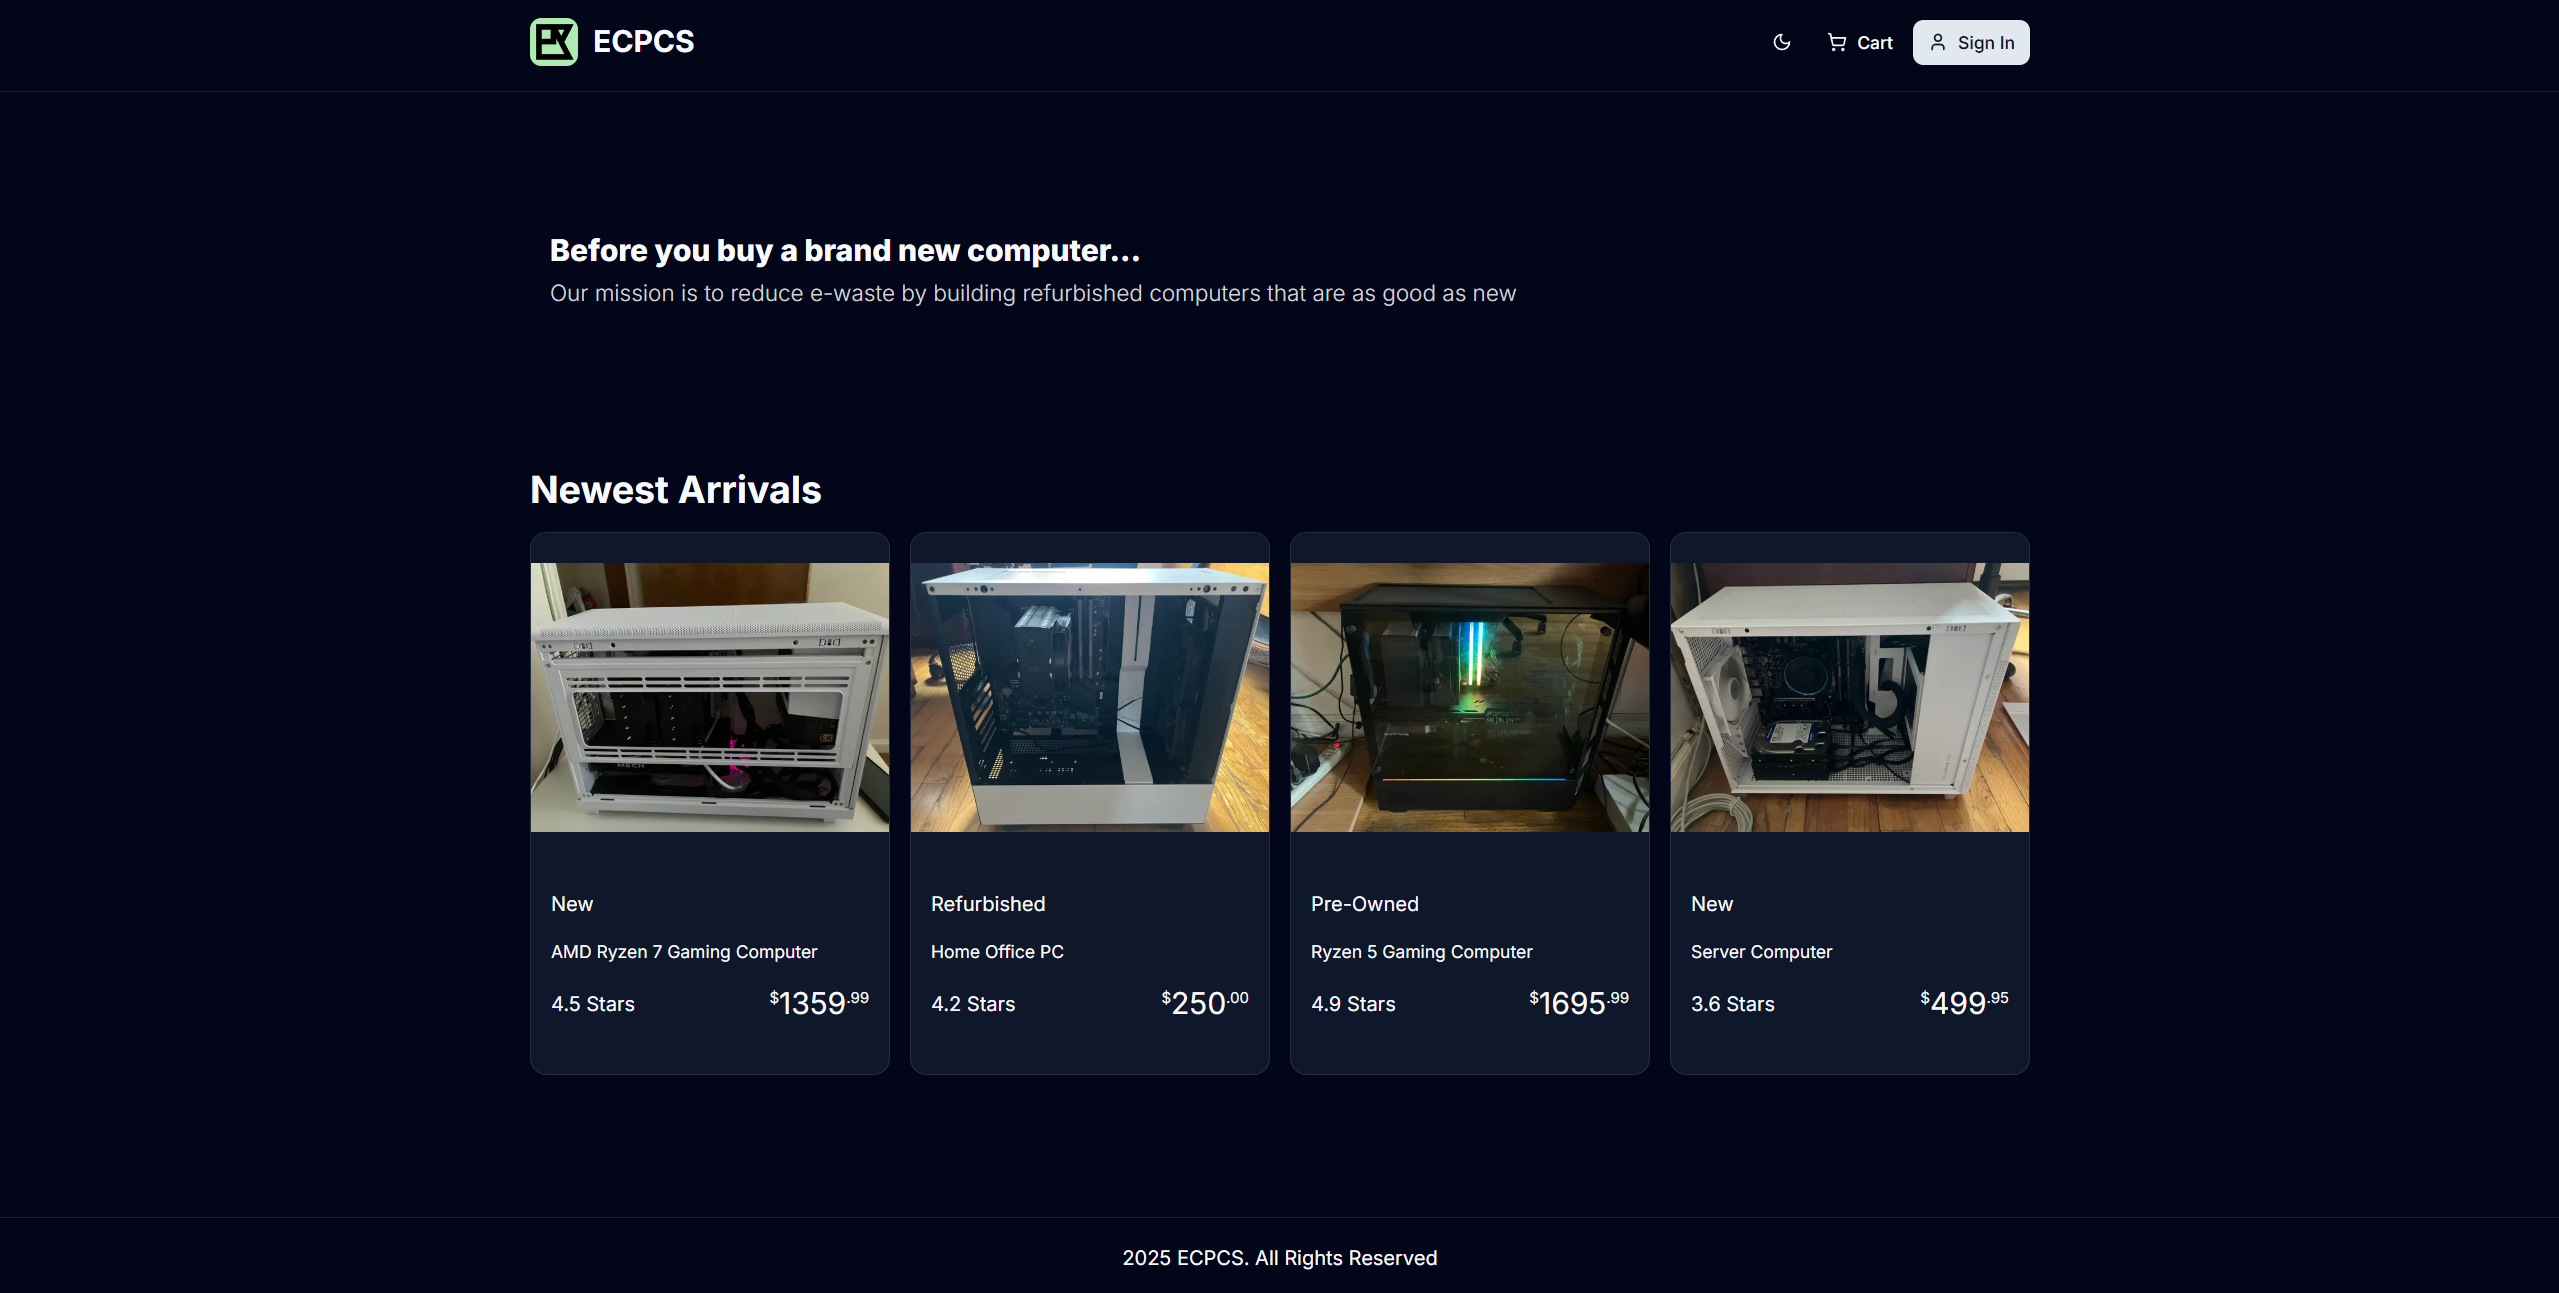 ECPCS
Cart
Sign In
Before you buy a brand new computer...
Our mission is to reduce e-waste by building refurbished computers that are as good as new
Newest Arrivals
New
AMD Ryzen 7 Gaming Computer
4.5 Stars
$1359.99
Refurbished
Home Office PC
4.2 Stars
$250.00
Pre-Owned
Ryzen 5 Gaming Computer
4.9 Stars
$1695.99
New
Server Computer
3.6 Stars
$499.95
2025 ECPCS. All Rights Reserved